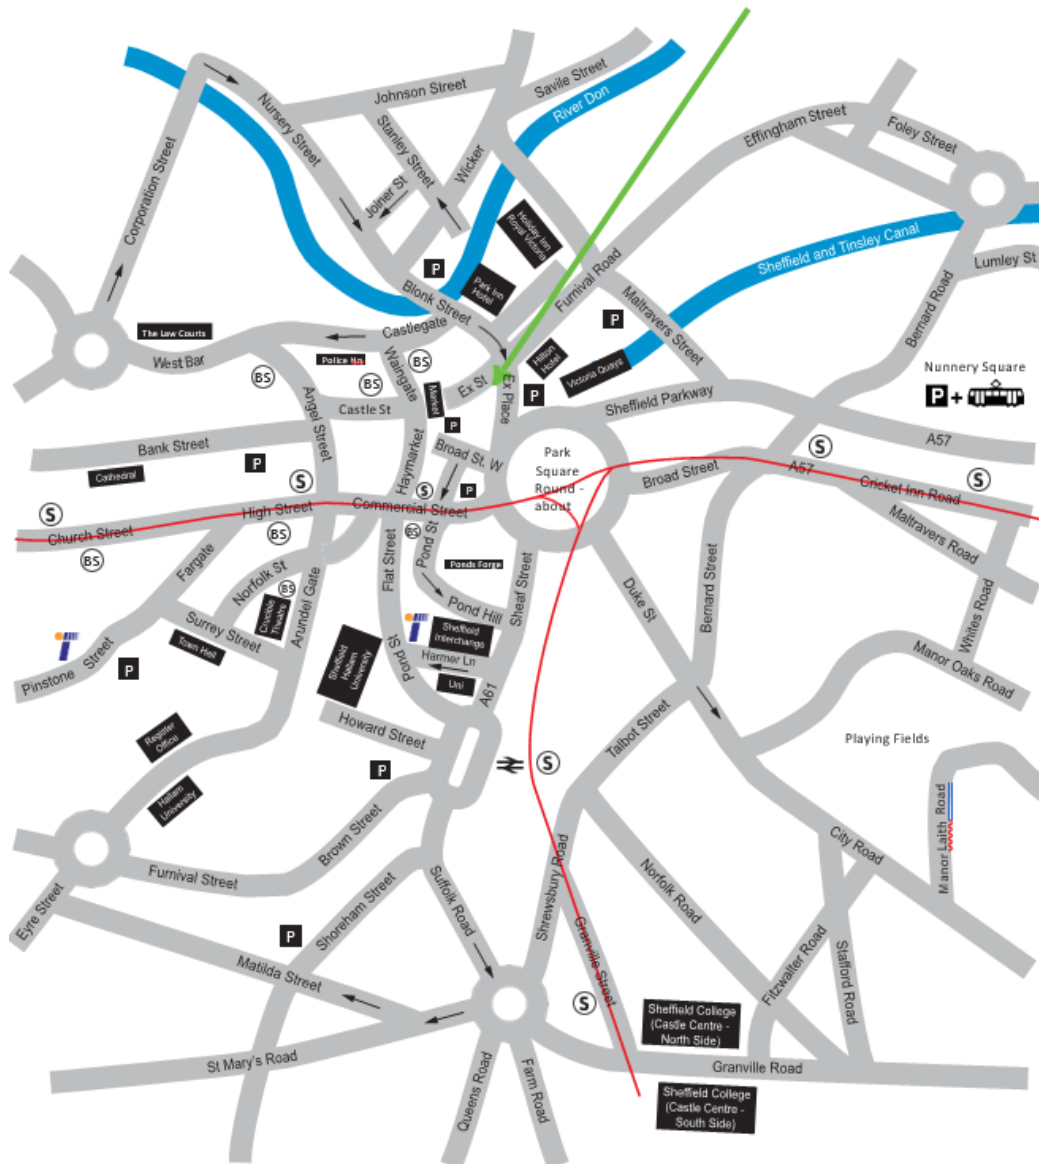 Johnson Street
Savile Street
River Don
Nursery Street
Stanley Street
Wicker
Joiner St
Corporation Street
Effingham Street
Foley Street
Holiday Inn
Royal Victoria
Furnival Road
Sheffield and Tinsley Canal
Lumley St
P
Park Inn
Hotel
Blonk Street
Maltravers Street
Bernard Road
P
The Law Courts
Castlegate
West Bar
Police Hq
BS
Waingate
BS
BS
Hilton
Hotel
Victoria Quays
Nunnery Square
P +
Ex St
Ex Place
P
Market
Angel Street
Castle St
Sheffield Parkway
P
Bank Street
Cathedral
P
Haymarket
Broad St. W
Park
Square
Round -
about
Broad Street
S
A57
A57
Cricket Inn Road
S
S
S
S
P
High Street
Commercial Street
Church Street
BS
BS
BS
Maltravers Road
Fargate
Norfolk St
BS
Flat Street
Pond St
Ponds Forge
Sheaf Street
Duke St
Bernard Street
Whites Road
Arundel Gate
Crucible
Theatre
Surrey Street
Town Hall
Pond Hill
Sheffield
Interchange
Sheffield
Hallam
University
Pond St
Harmer Ln
Uni
A61
Manor Oaks Road
Pinstone Street
P
Howard Street
Talbot Street
Register
Office
Playing Fields
P
S
Hallam
University
Manor Laith Road
Brown Street
City Road
Furnival Street
Eyre Street
Shoreham Street
Suffolk Road
Shrewsbury Road
Norfolk Road
P
Matilda Street
Granville Street
Fitzwalter Road
Stafford Road
S
Sheffield College
(Castle Centre -
North Side)
St Mary's Road
Queens Road
Farm Road
Granville Road
Sheffield College
(Castle Centre -
South Side)